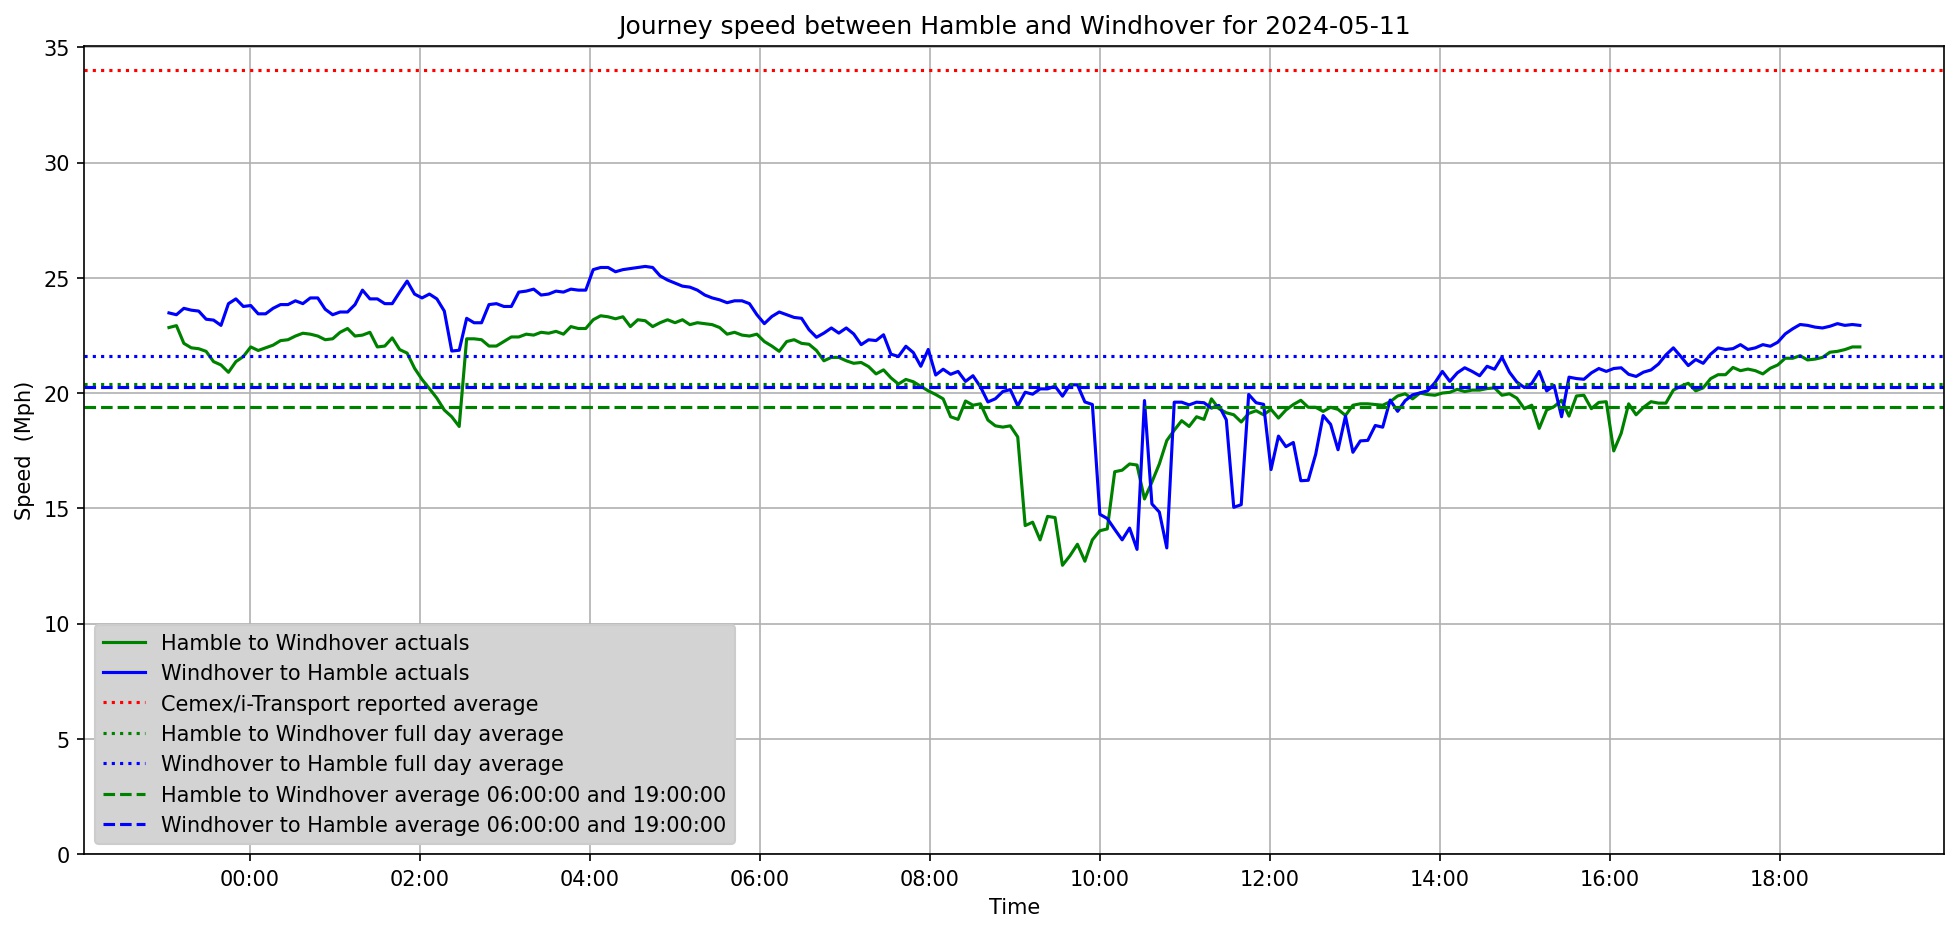 Journey speed between Hamble and Windhover for 2024-05-11
35
30
25
20
15
10
5
0
Speed (Mph)
Hamble to Windhover actuals
Windhover to Hamble actuals
Cemex/i-Transport reported average
Hamble to Windhover full day average
Windhover to Hamble full day average
Hamble to Windhover average 06:00:00 and 19:00:00
Windhover to Hamble average 06:00:00 and 19:00:00
00:00 02:00 04:00 06:00 08:00 10:00 12:00 14:00 16:00 18:00
Time